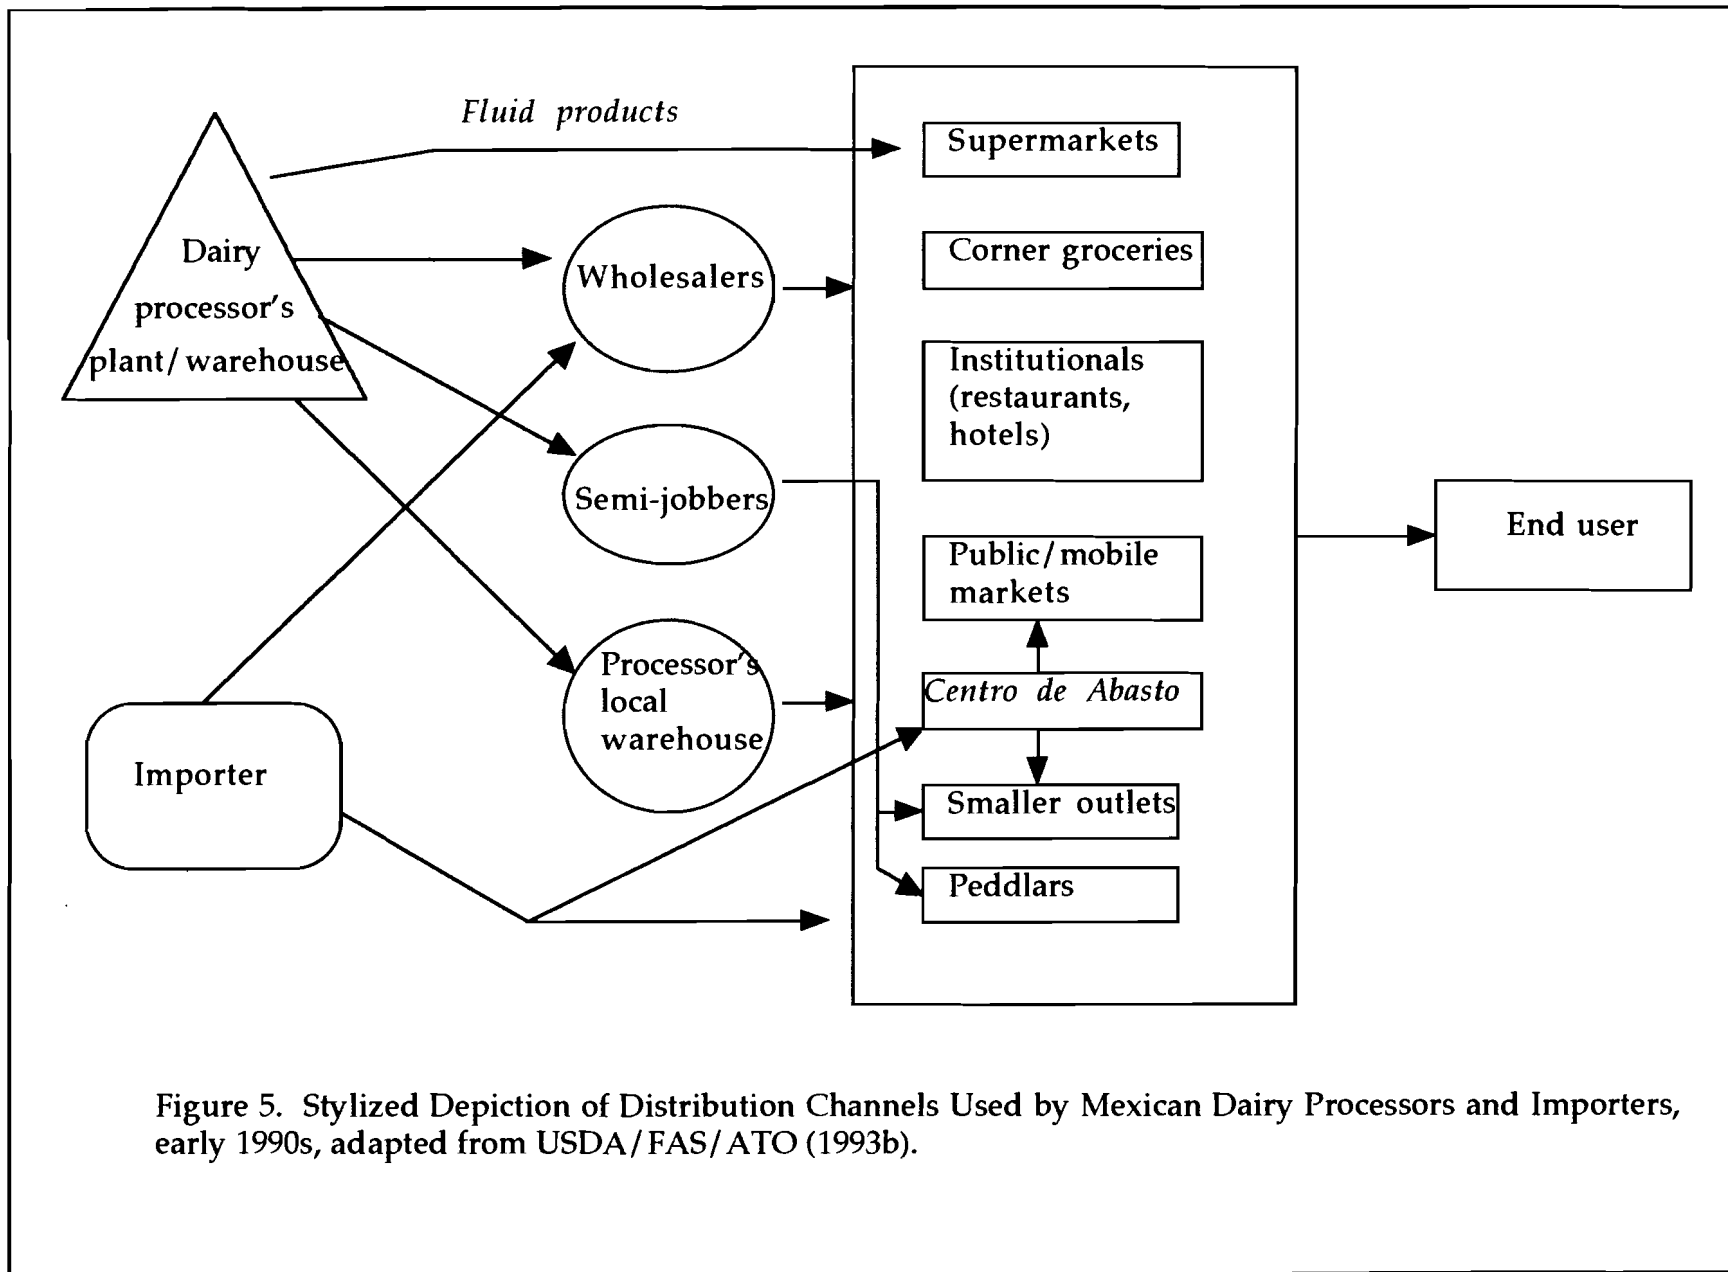 Fluid products
Supermarkets
Dairy
processor's
plant/warehouse
Wholesalers
Corner groceries
Institutionals
(restaurants,
hotels)
Semi-jobbers
End user
Public/mobile
markets
Processor's
local
warehouse
Centro de Abasto
Importer
Smaller outlets
Peddlars
Figure 5. Stylized Depiction of Distribution Channels Used by Mexican Dairy Processors and Importers,
early 1990s, adapted from USDA/FAS/ATO (1993b).